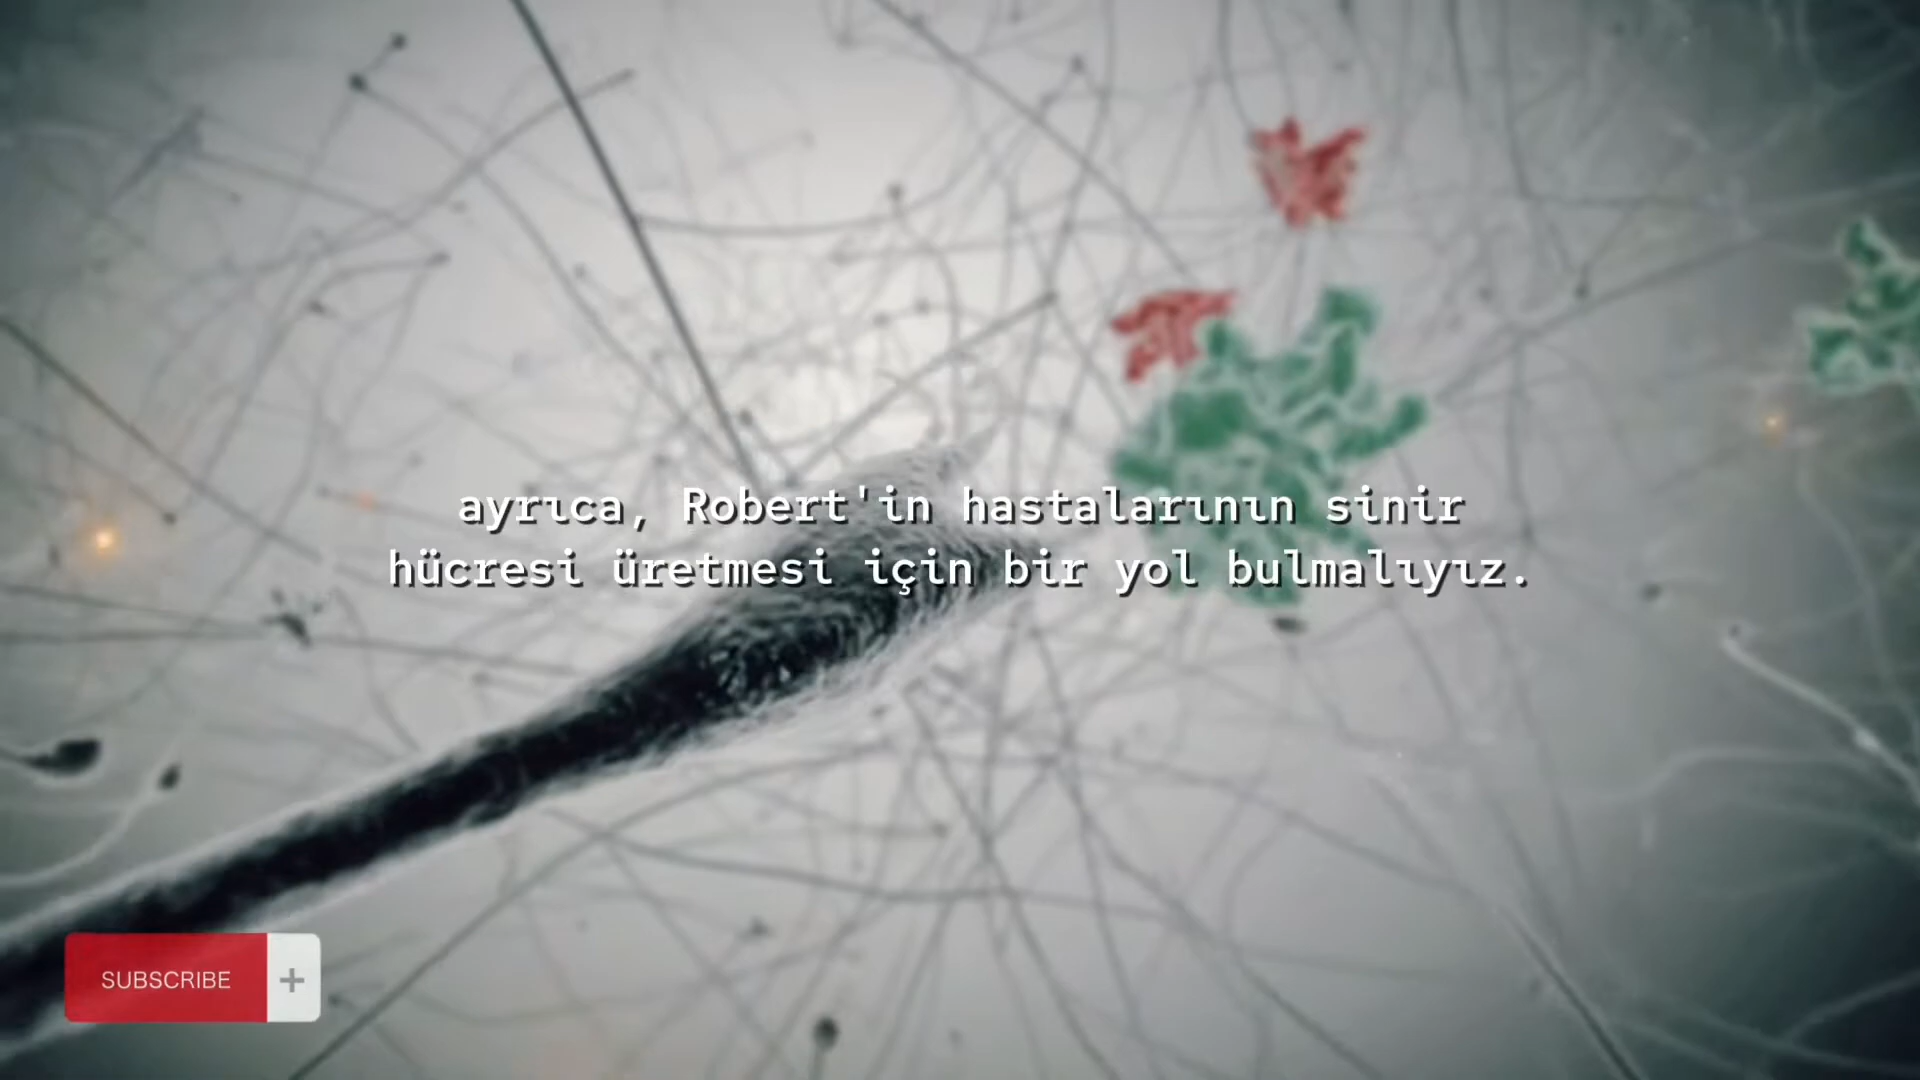 ayrıca, Robert'in hastalarının sinir
hücresi üretmesi için bir yol bulmalıyız.
SUBSCRIBE +